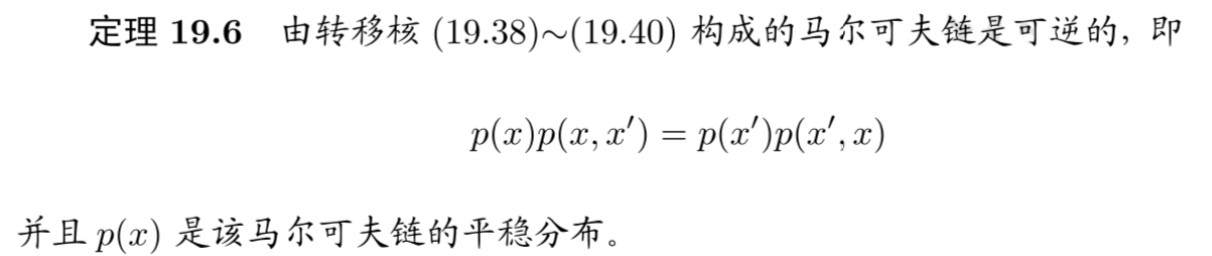 定理 19.6 由转移核 (19.38)~(19.40) 构成的马尔可夫链是可逆的，即
p(x)p(x, x′) = p(x′)p(x′, x)
并且 p(x) 是该马尔可夫链的平稳分布。